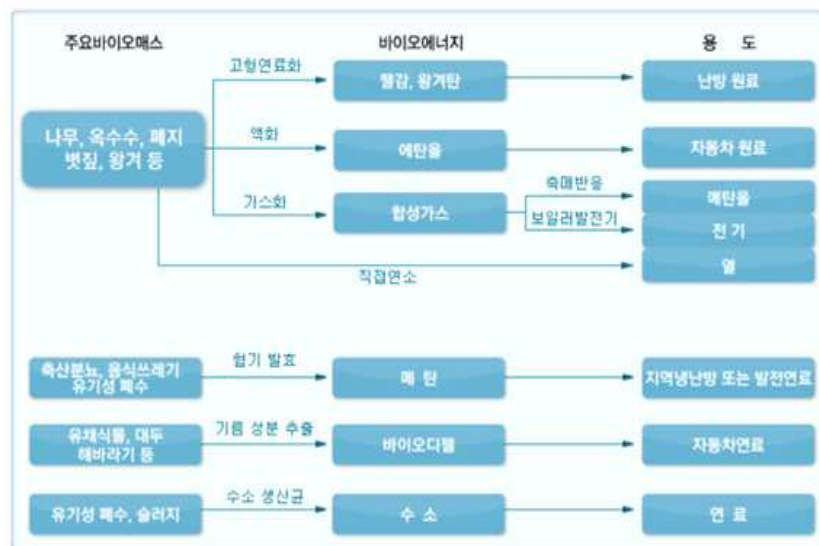 주요바이오매스
바이오에너지
용 도
고형연료화
땔감, 왕겨탄
난방 원료
나무, 옥수수, 폐지
볏짚, 왕겨 등
액화
에탄올
자동차 원료
가스화
합성가스
촉매반응
메탄올
보일러발전기
전 기
열
직접연소
축산분뇨, 음식쓰레기
유기성 폐수
혐기 발효
메 탄
지역냉난방 또는 발전연료
유채식물, 대두
해바라기 등
기름 성분 추출
바이오디젤
자동차연료
유기성 폐수, 슬러지
수소 생산균
수 소
연 료